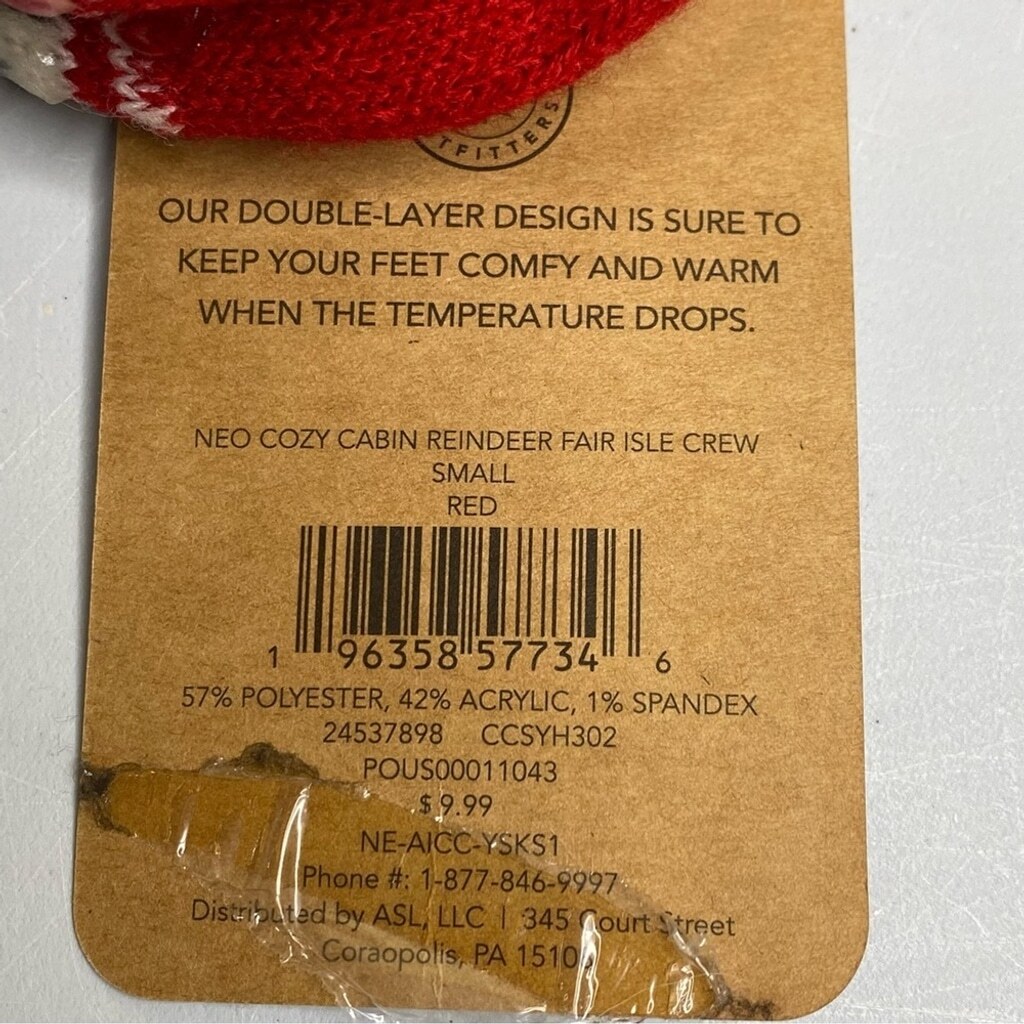 TFITTERS
OUR DOUBLE-LAYER DESIGN IS SURE TO
KEEP YOUR FEET COMFY AND WARM
WHEN THE TEMPERATURE DROPS.
NEO COZY CABIN REINDEER FAIR ISLE CREW
SMALL
RED
1 96358 57734 6
57% POLYESTER, 42% ACRYLIC, 1% SPANDEX
24537898 CCSYH302
POUS00011043
$ 9.99
NE-AICC-YSKS1
Phone #: 1-877-846-9997
Distributed by ASL, LLC | 345 Court Street
Coraopolis, PA